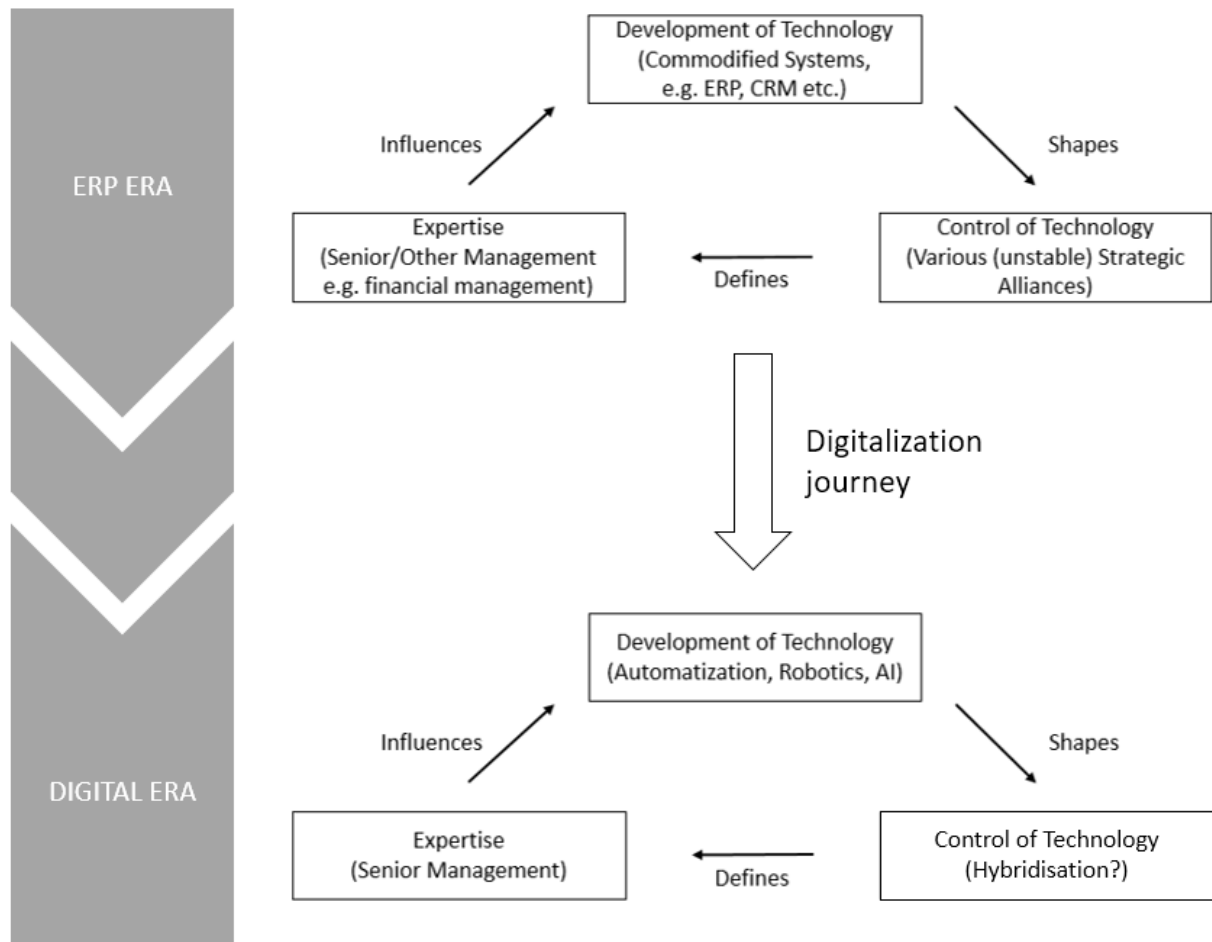 Development of Technology
(Commodified Systems,
e.g. ERP, CRM etc.)
Influences
Shapes
ERP ERA
Expertise
(Senior/Other Management
e.g. financial management)
Defines
Control of Technology
(Various (unstable) Strategic
Alliances)
Digitalization
journey
Development of Technology
(Automatization, Robotics, AI)
Influences
Shapes
DIGITAL ERA
Expertise
(Senior Management)
Defines
Control of Technology
(Hybridisation?)